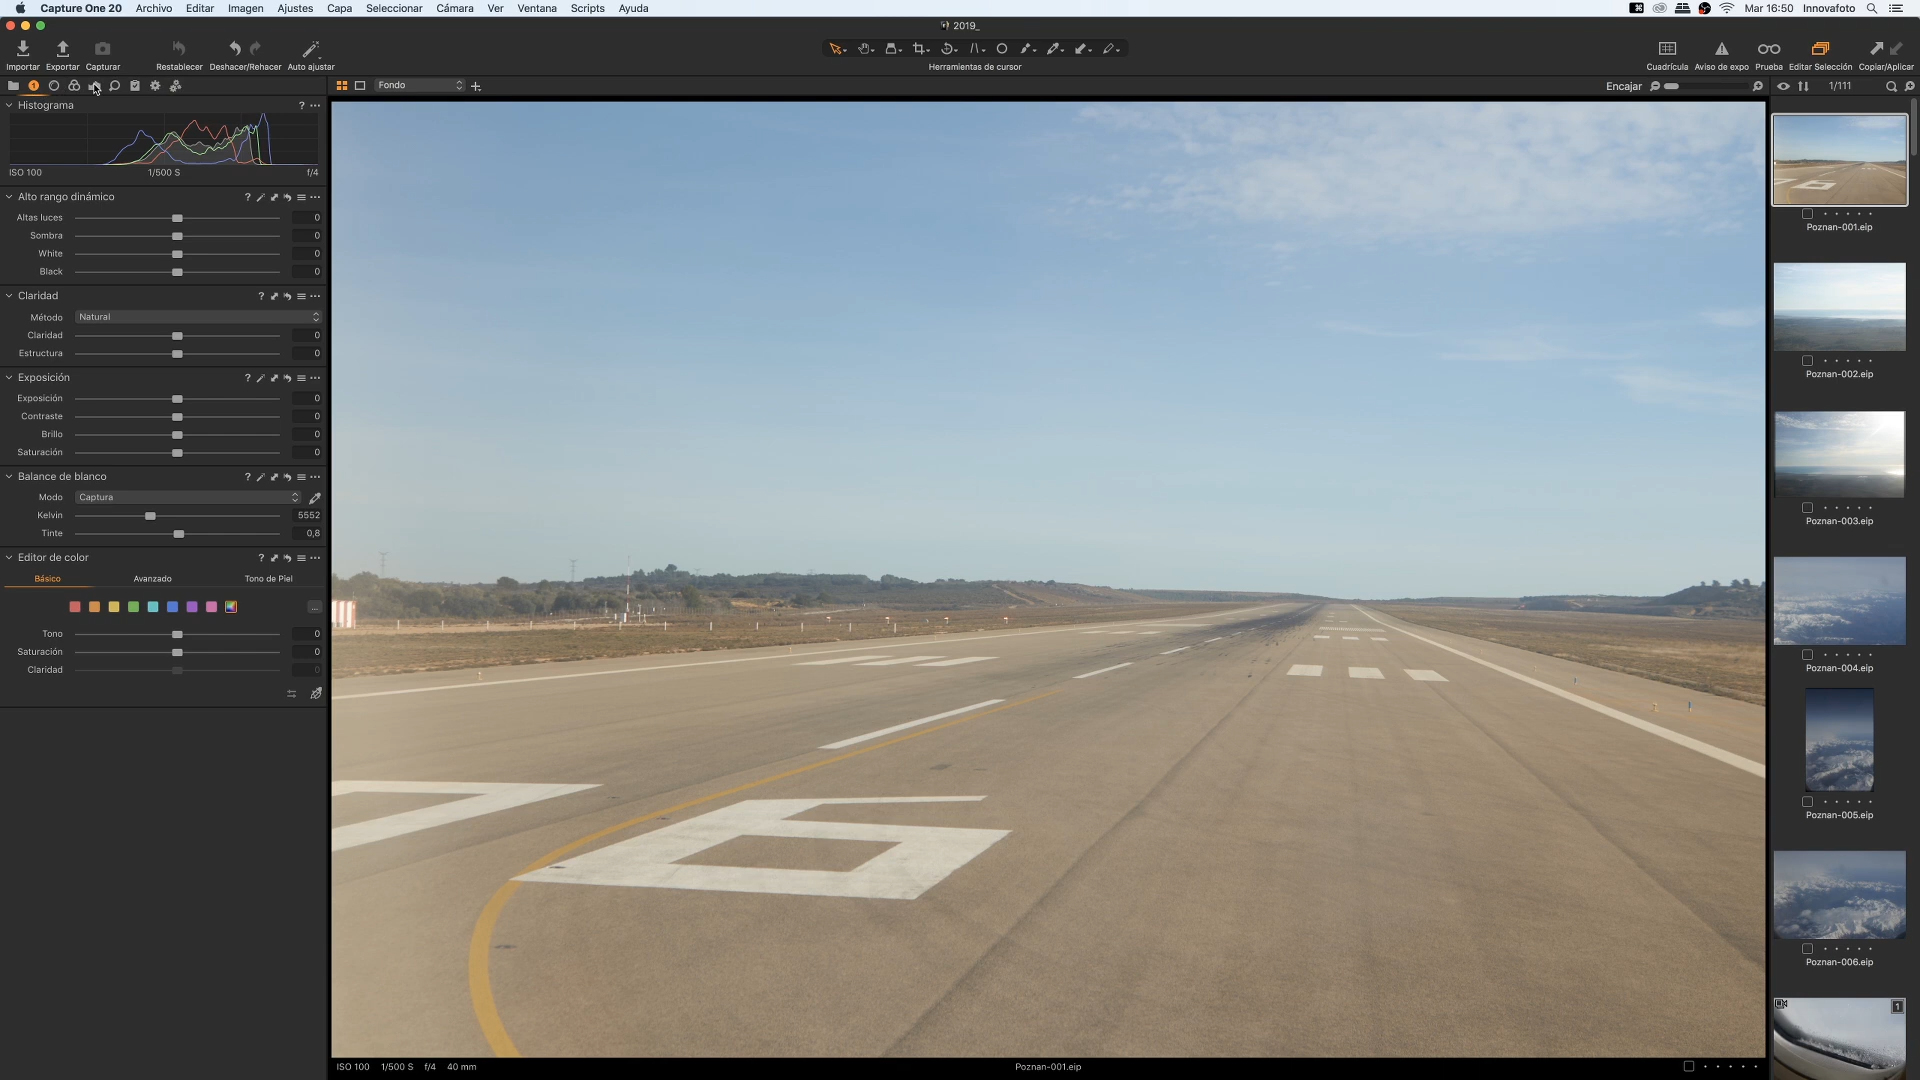 Capture One 20 Archivo Editar Imagen Ajustes Capa Seleccionar Cámara Ver Ventana Scripts Ayuda Mar 16:50 Innovafoto
2019_
Importar Exportar Capturar Restablecer Deshacer/Rehacer Auto ajustar Herramientas de cursor Cuadrícula Aviso de expo Prueba Editar Selección Copiar/Aplicar
Fondo Encajar 1/111
Histograma ?
ISO 100 1/500 S f/4
Alto rango dinámico ?
Altas luces 0
Sombra 0
White 0
Black 0
Claridad ?
Método Natural
Claridad 0
Estructura 0
Exposición ?
Exposición 0
Contraste 0
Brillo 0
Saturación 0
Balance de blanco ?
Modo Captura
Kelvin 5552
Tinte 0,8
Editor de color ?
Básico Avanzado Tono de Piel
...
Tono 0
Saturación 0
Claridad 0
6
ISO 100 1/500 S f/4 40 mm Poznan-001.eip
Poznan-001.eip
Poznan-002.eip
Poznan-003.eip
Poznan-004.eip
Poznan-005.eip
Poznan-006.eip
1